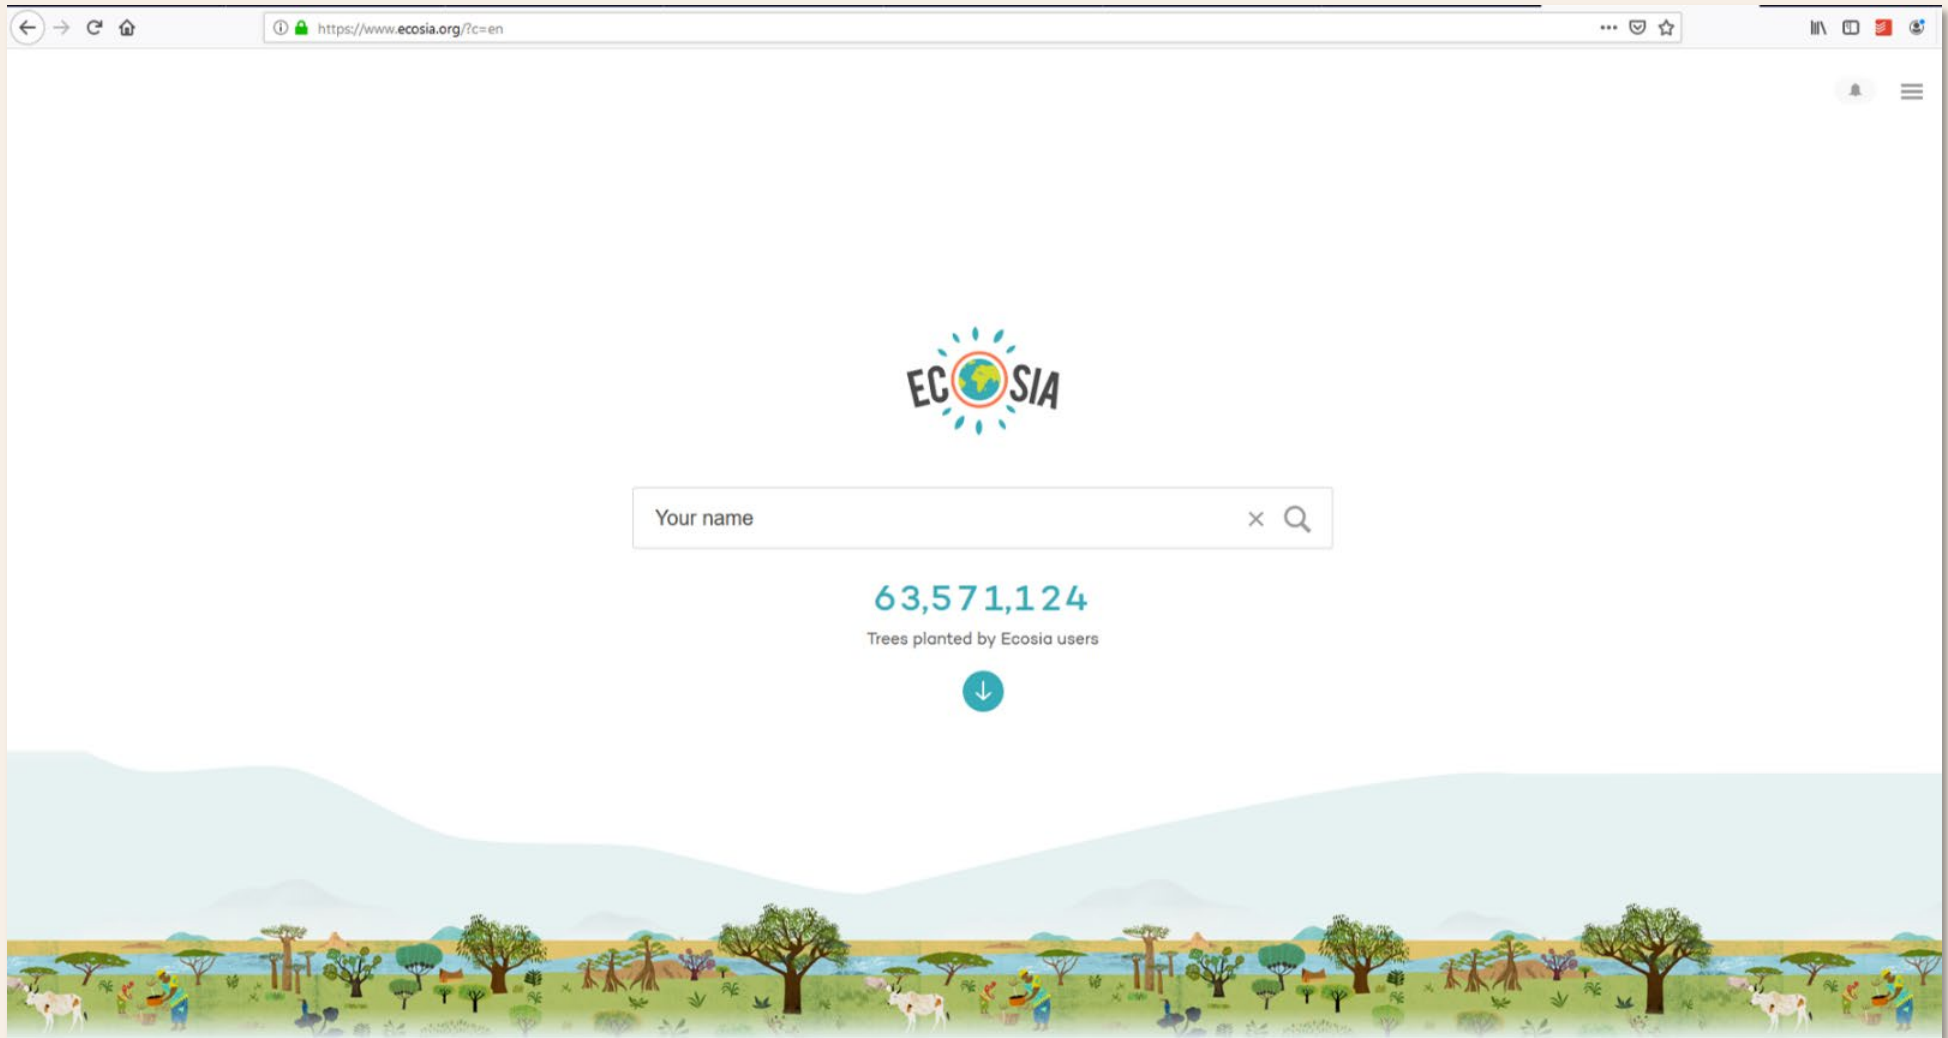 https://www.ecosia.org/?c=en
ECOSIA
Your name
63,571,124
Trees planted by Ecosia users